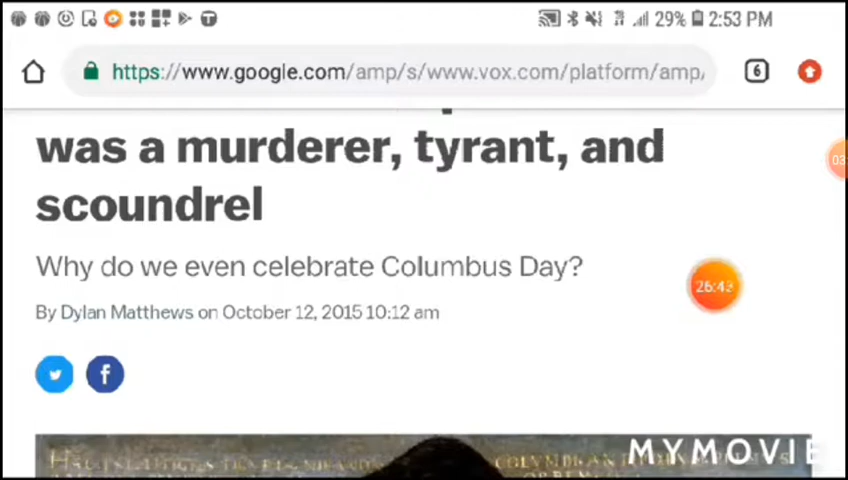 29% 2:53 PM
https://www.google.com/amp/s/www.vox.com/platform/amp,
6
was a murderer, tyrant, and
03
scoundrel
Why do we even celebrate Columbus Day?
26:43
By Dylan Matthews on October 12, 2015 10:12 am
MYMOVIE